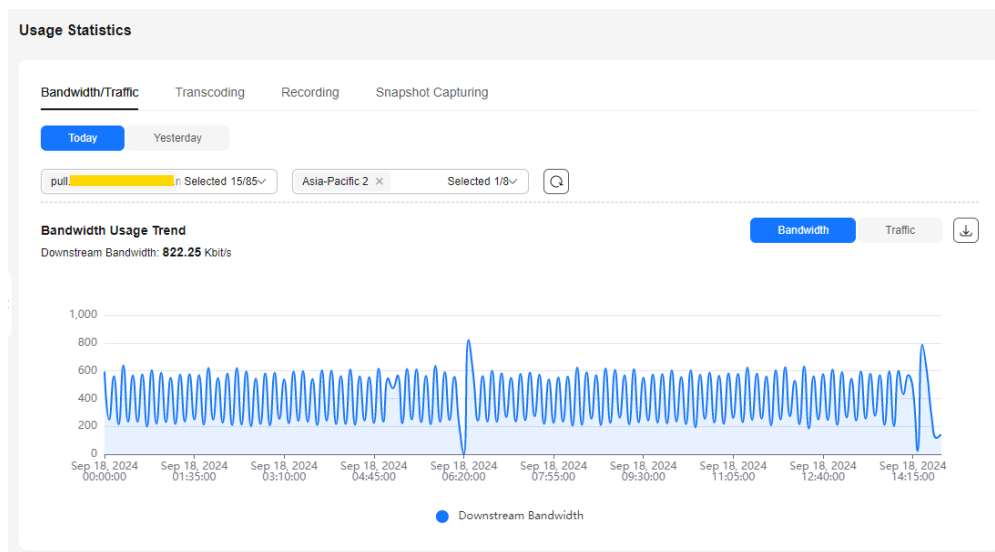 Usage Statistics
Bandwidth/Traffic Transcoding Recording Snapshot Capturing
Today Yesterday
pull. .n Selected 15/85 Asia-Pacific 2 × Selected 1/8
Bandwidth Usage Trend
Bandwidth Traffic
Downstream Bandwidth: 822.25 Kbit/s
1,000
800
600
400
200
0
Sep 18, 2024 Sep 18, 2024 Sep 18, 2024 Sep 18, 2024 Sep 18, 2024 Sep 18, 2024 Sep 18, 2024 Sep 18, 2024 Sep 18, 2024 Sep 18, 2024
00:00:00 01:35:00 03:10:00 04:45:00 06:20:00 07:55:00 09:30:00 11:05:00 12:40:00 14:15:00
Downstream Bandwidth